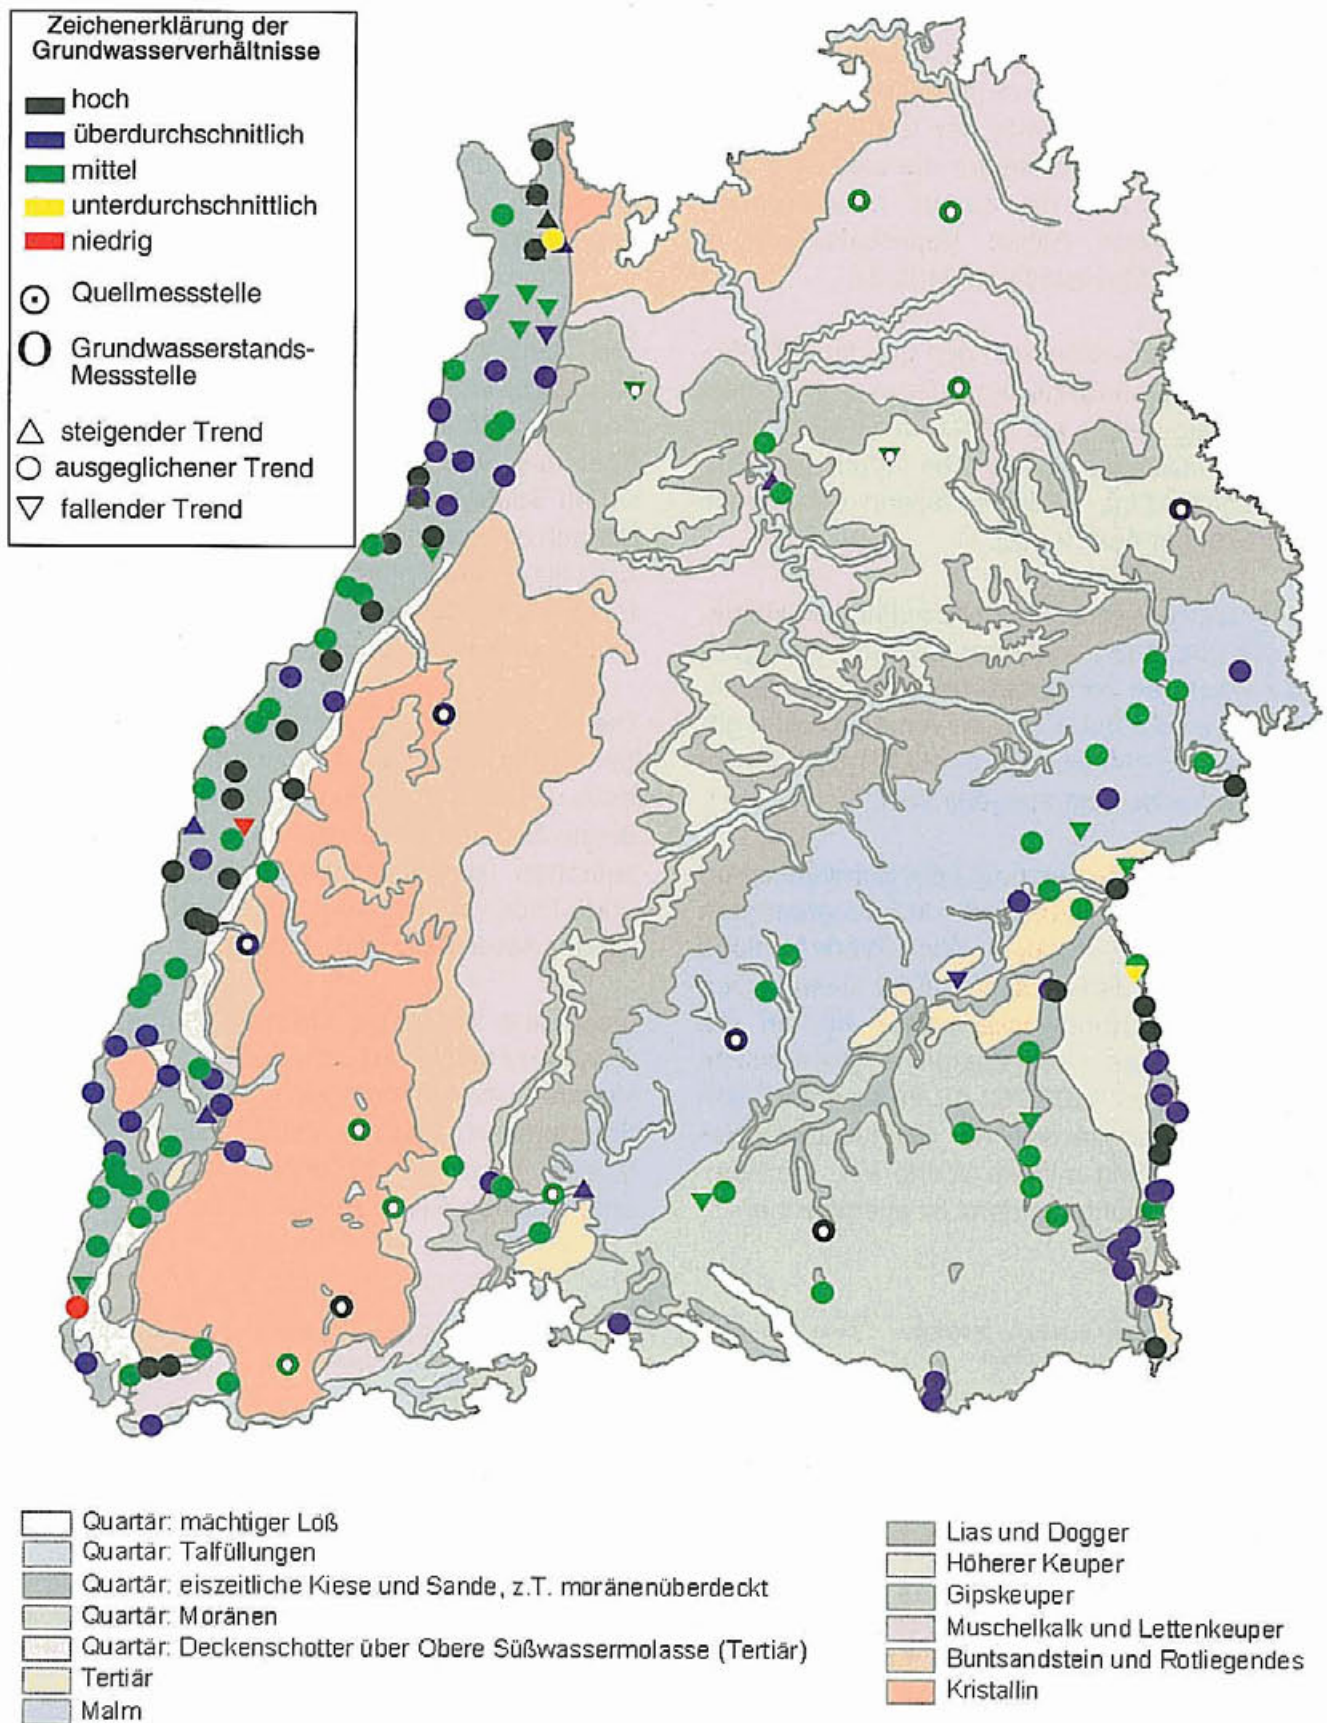 Zeichenerklärung der
Grundwasserverhältnisse
hoch
überdurchschnitlich
mittel
unterdurchschnittlich
niedrig
Quellmessstelle
Grundwasserstands-
Messstelle
steigender Trend
ausgeglichener Trend
fallender Trend
Quartär: mächtiger Löß
Quartär: Talfüllungen
Quartär: eiszeitliche Kiese und Sande, z.T. moränenüberdeckt
Quartär: Moränen
Quartär: Deckenschotter über Obere Süßwassermolasse (Tertiär)
Tertiär
Malm
Lias und Dogger
Höherer Keuper
Gipskeuper
Muschelkalk und Lettenkeuper
Buntsandstein und Rotliegendes
Kristallin